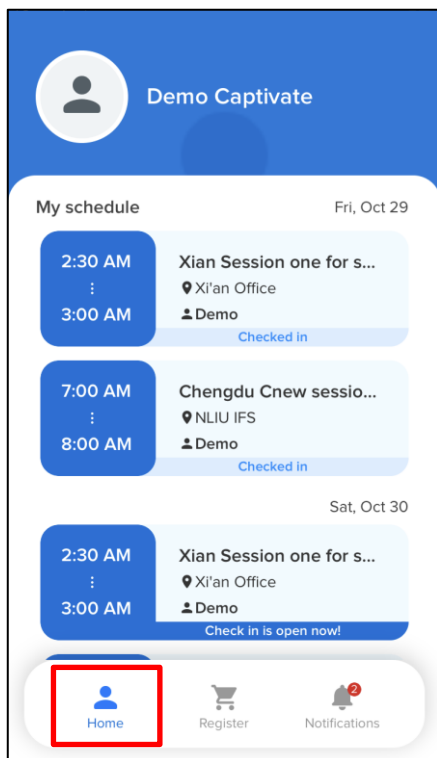 Demo Captivate
My schedule
Fri, Oct 29
2:30 AM
⋮
3:00 AM
Xian Session one for s...
Xi'an Office
Demo
Checked in
7:00 AM
⋮
8:00 AM
Chengdu Cnew sessio...
NLIU IFS
Demo
Checked in
Sat, Oct 30
2:30 AM
⋮
3:00 AM
Xian Session one for s...
Xi'an Office
Demo
Check in is open now!
2
Home
Register
Notifications